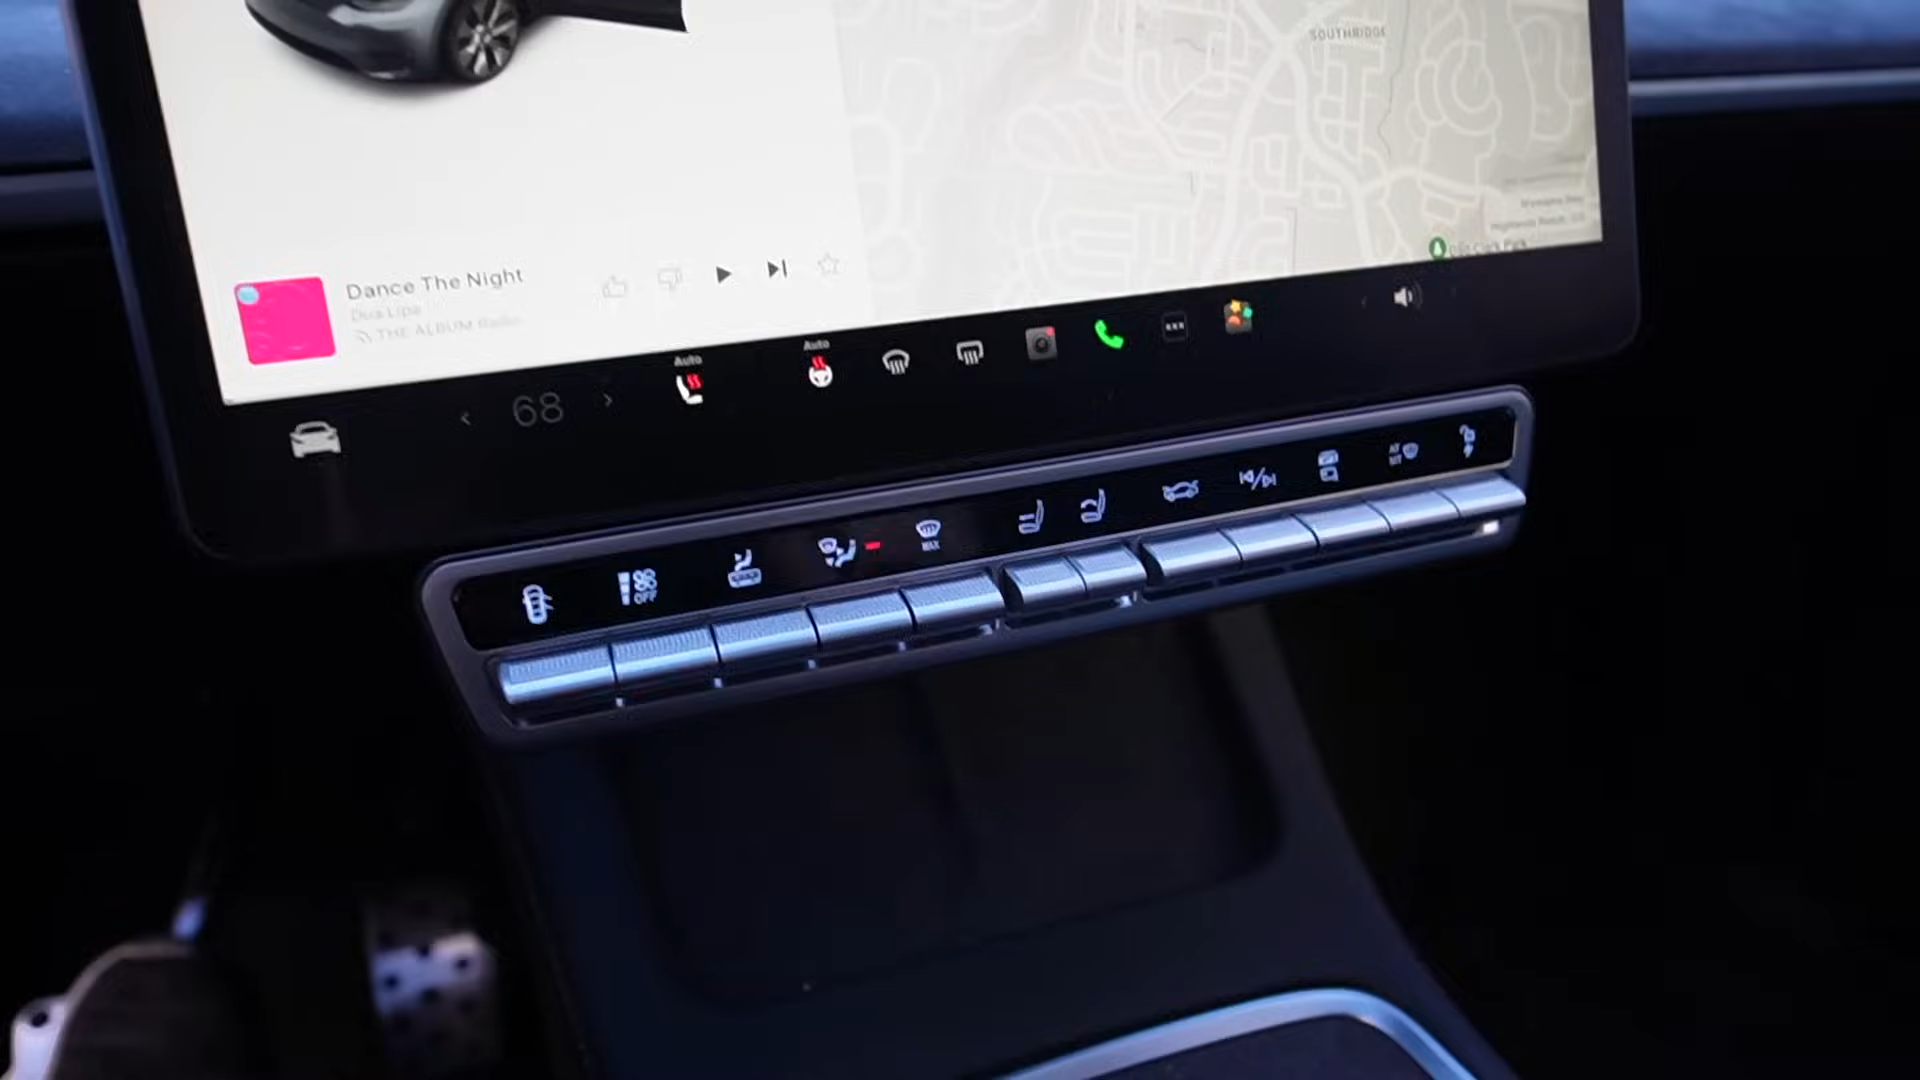 SOUTHRIDGE
Dance The Night
Dua Lipa
THE ALBUM Radio
Auto
Auto
68
MAX
OFF